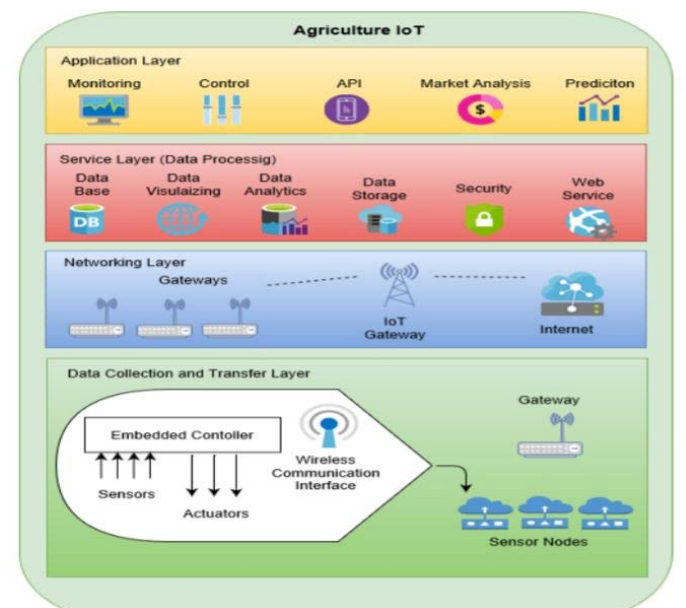 Agriculture IoT
Application Layer
Monitoring
Control
API
Market Analysis
Prediciton
Service Layer (Data Processig)
Data
Base
Data
Visulaizing
Data
Analytics
Data
Storage
Security
Web
Service
DB
Networking Layer
Gateways
IoT
Gateway
Internet
Data Collection and Transfer Layer
Embedded Contoller
Sensors
Actuators
Wireless
Communication
Interface
Gateway
Sensor Nodes